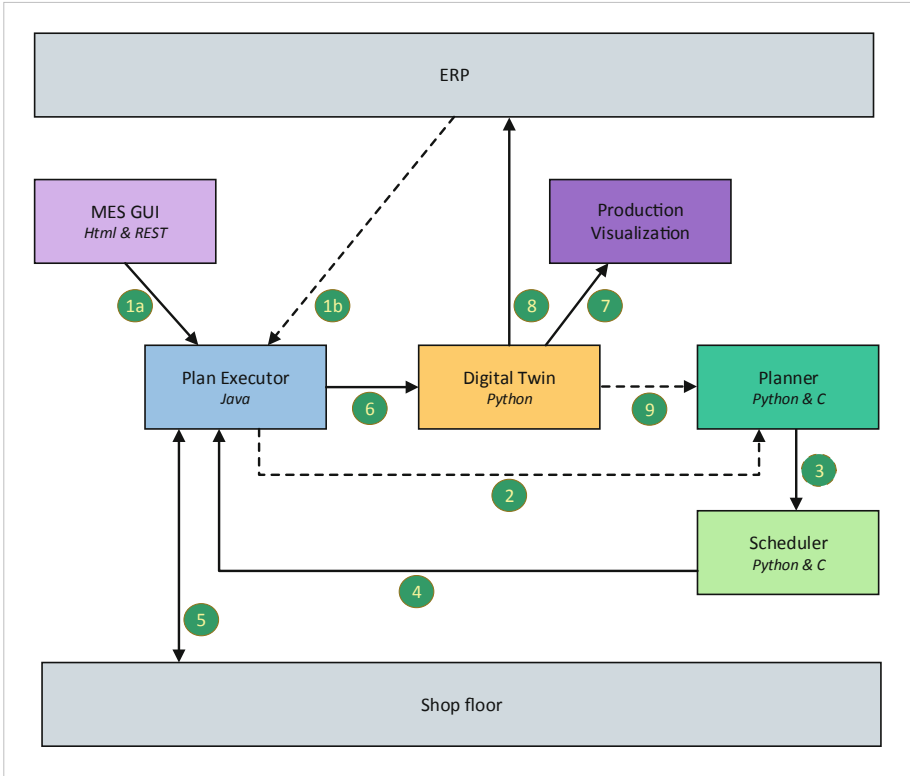 ERP
MES GUI
Html & REST
Production
Visualization
1a
1b
8
7
Plan Executor
Java
Digital Twin
Python
Planner
Python & C
6
9
2
3
Scheduler
Python & C
4
5
Shop floor